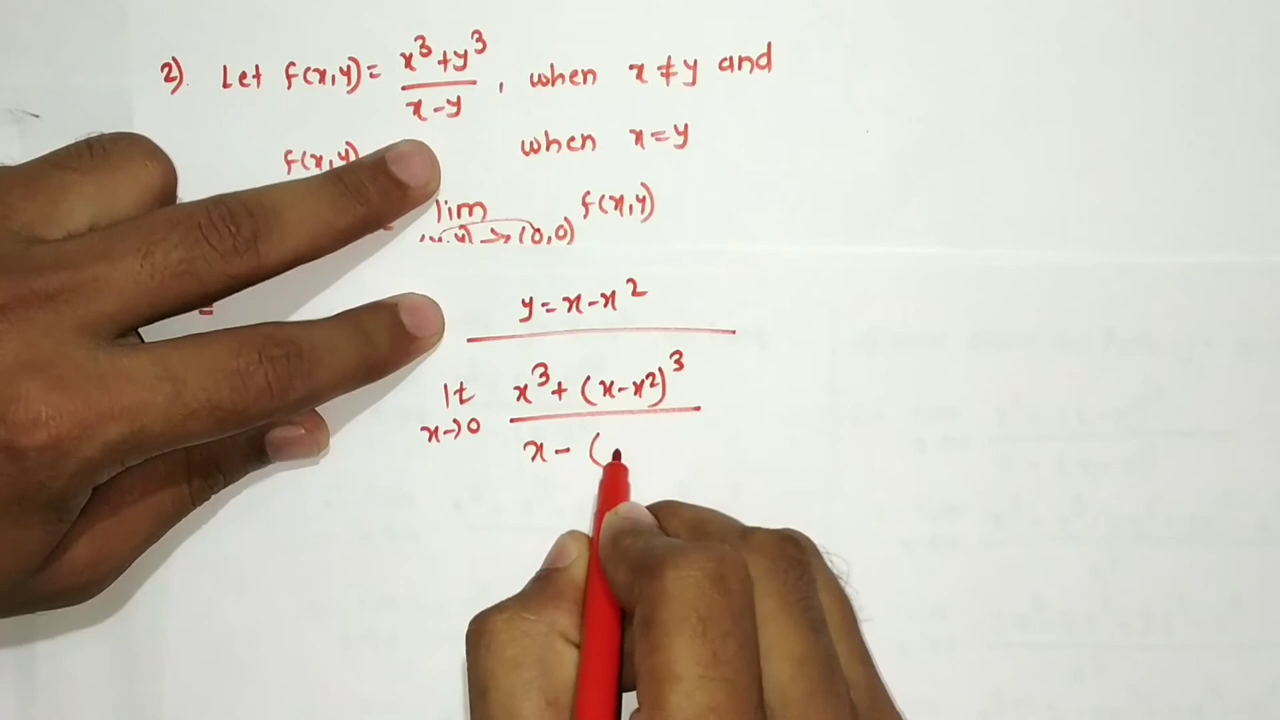 2). Let f(x,y) = x³+y³ / x-y , when x ≠ y and
f(x,y) when x=y
lim f(x,y)
→ (0,0)
=
y = x-x²
lt x³+(x-x²)³
x→0 x-(